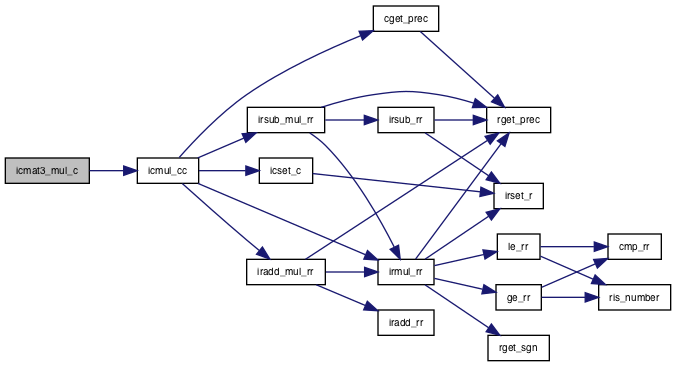 cget_prec
irsub_mul_rr
irsub_rr
rget_prec
icmat3_mul_c
icmul_cc
icset_c
irset_r
le_rr
cmp_rr
iradd_mul_rr
irmul_rr
ge_rr
ris_number
iradd_rr
rget_sgn